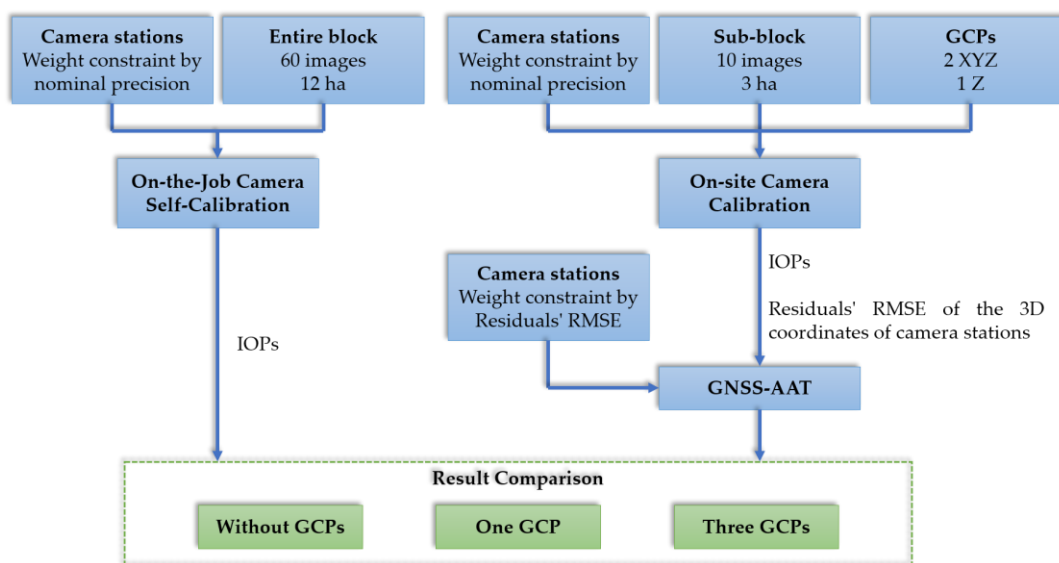 Camera stations
Weight constraint by
nominal precision
Entire block
60 images
12 ha
Camera stations
Weight constraint by
nominal precision
Sub-block
10 images
3 ha
GCPs
2 XYZ
1 Z
On-the-Job Camera
Self-Calibration
On-site Camera
Calibration
IOPs
Camera stations
Weight constraint by
Residuals' RMSE
IOPs
Residuals' RMSE of the 3D
coordinates of camera stations
GNSS-AAT
Result Comparison
Without GCPs
One GCP
Three GCPs